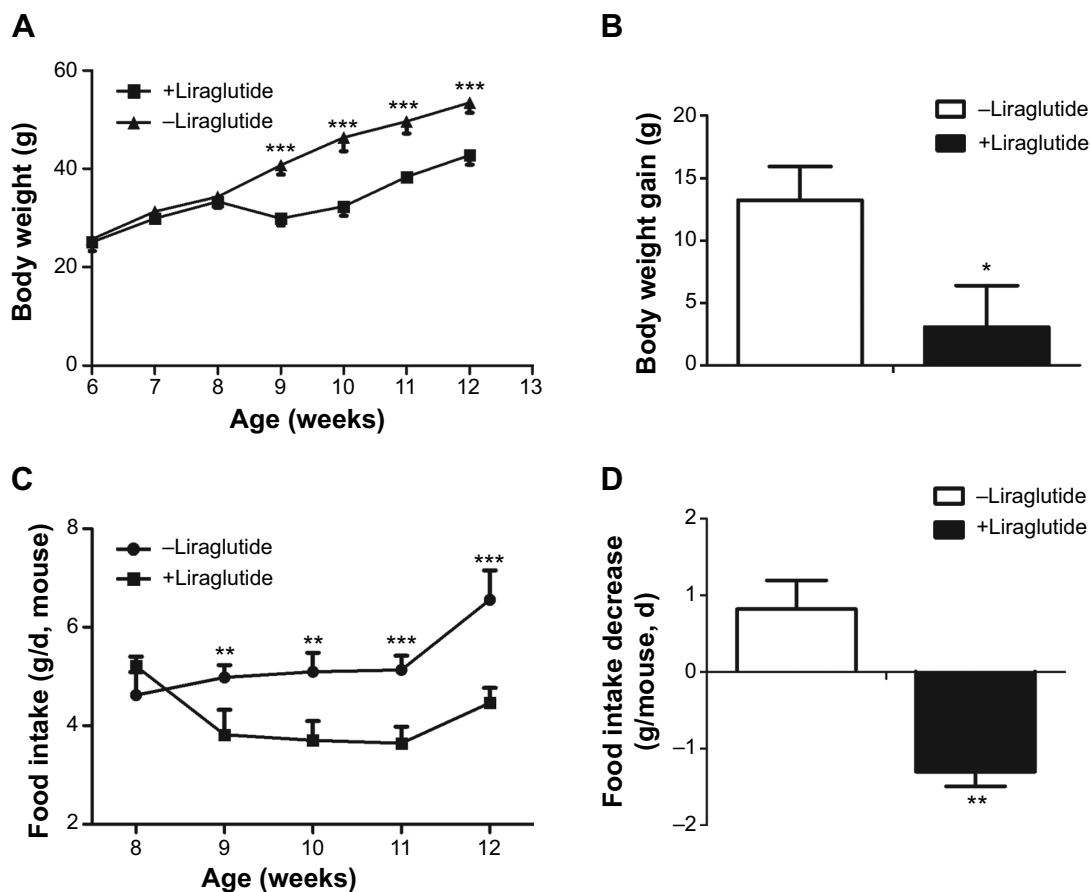 A
Body weight (g)
60
40
20
0
+Liraglutide
–Liraglutide
***
***
***
***
6 7 8 9 10 11 12 13
Age (weeks)
B
Body weight gain (g)
20
15
10
5
0
–Liraglutide
+Liraglutide
*
C
Food intake (g/d, mouse)
8
6
4
2
–Liraglutide
+Liraglutide
**
**
***
***
8 9 10 11 12
Age (weeks)
D
Food intake decrease
(g/mouse, d)
2
1
0
–1
–2
–Liraglutide
+Liraglutide
**